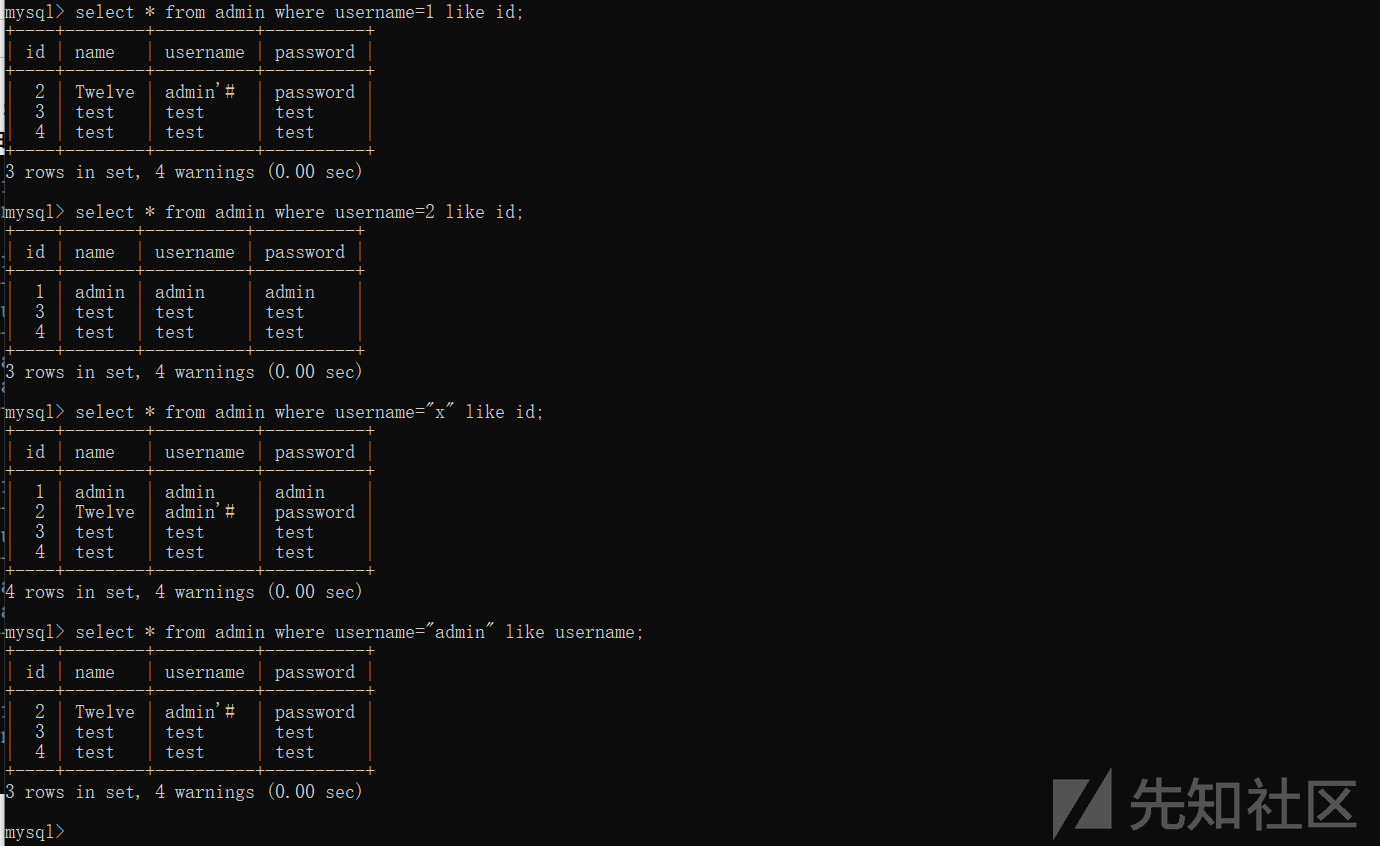 mysql> select * from admin where username=1 like id;
+----+--------+----------+----------+
| id | name   | username | password |
+----+--------+----------+----------+
|  2 | Twelve | admin'#  | password |
|  3 | test   | test     | test     |
|  4 | test   | test     | test     |
+----+--------+----------+----------+
3 rows in set, 4 warnings (0.00 sec)
mysql> select * from admin where username=2 like id;
+----+-------+----------+----------+
| id | name  | username | password |
+----+-------+----------+----------+
|  1 | admin | admin    | admin    |
|  3 | test  | test     | test     |
|  4 | test  | test     | test     |
+----+-------+----------+----------+
3 rows in set, 4 warnings (0.00 sec)
mysql> select * from admin where username="x" like id;
+----+--------+----------+----------+
| id | name   | username | password |
+----+--------+----------+----------+
|  1 | admin  | admin    | admin    |
|  2 | Twelve | admin'#  | password |
|  3 | test   | test     | test     |
|  4 | test   | test     | test     |
+----+--------+----------+----------+
4 rows in set, 4 warnings (0.00 sec)
mysql> select * from admin where username="admin" like username;
+----+--------+----------+----------+
| id | name   | username | password |
+----+--------+----------+----------+
|  2 | Twelve | admin'#  | password |
|  3 | test   | test     | test     |
|  4 | test   | test     | test     |
+----+--------+----------+----------+
3 rows in set, 4 warnings (0.00 sec)
mysql>
先知社区